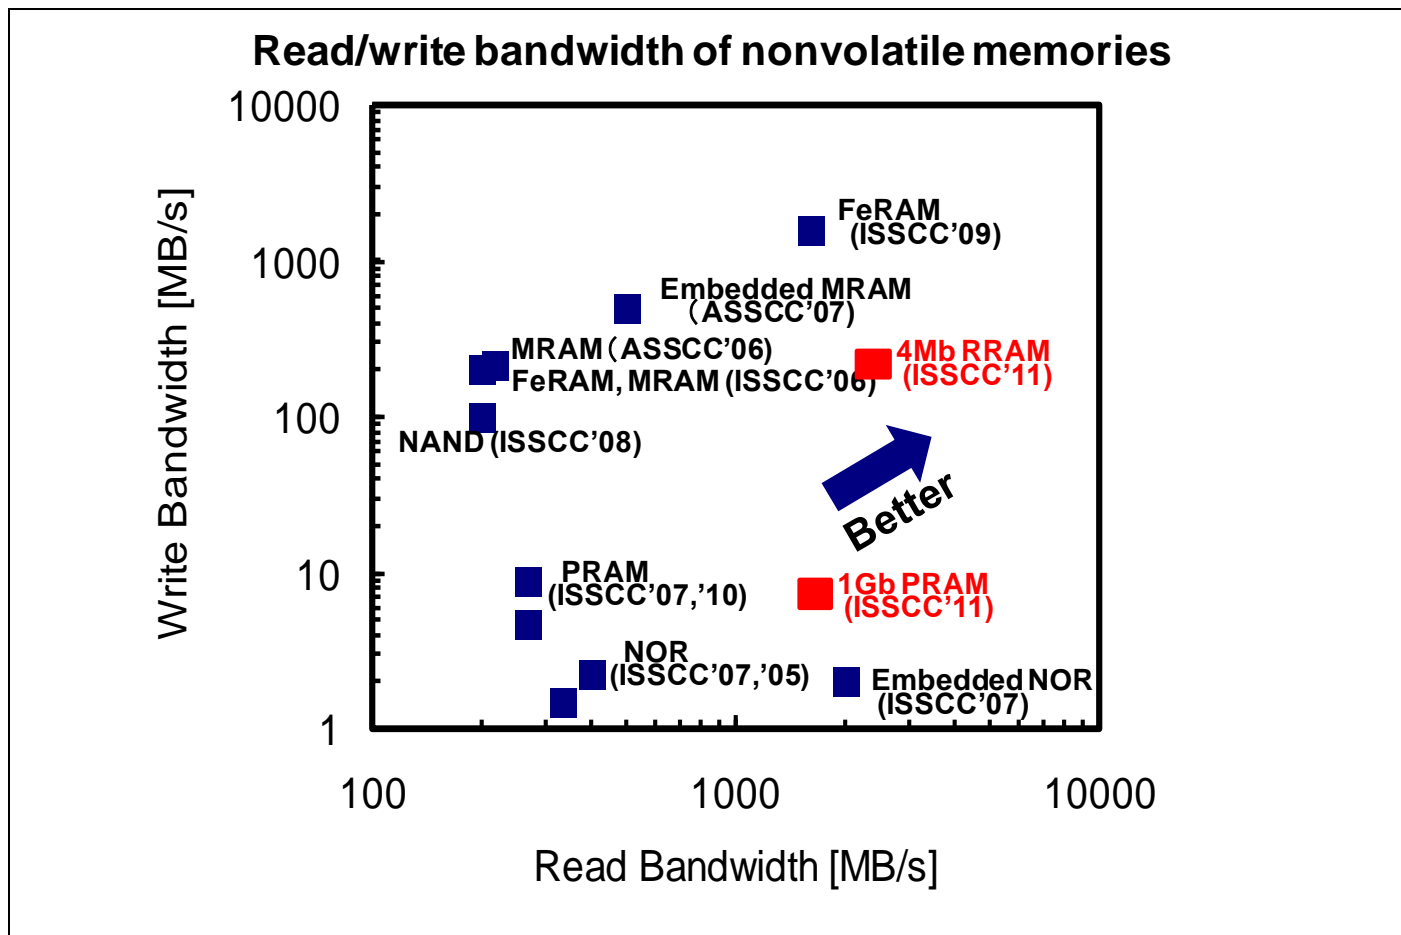 Read/write bandwidth of nonvolatile memories
10000
1000
100
10
1
Write Bandwidth [MB/s]
FeRAM
(ISSCC’09)
Embedded MRAM
（ASSCC’07)
MRAM（ASSCC’06)
FeRAM, MRAM (ISSCC’06)
4Mb RRAM
(ISSCC’11)
NAND (ISSCC’08)
Better
PRAM
(ISSCC’07,’10)
1Gb PRAM
(ISSCC’11)
NOR
(ISSCC’07,’05)
Embedded NOR
(ISSCC’07)
100
1000
10000
Read Bandwidth [MB/s]